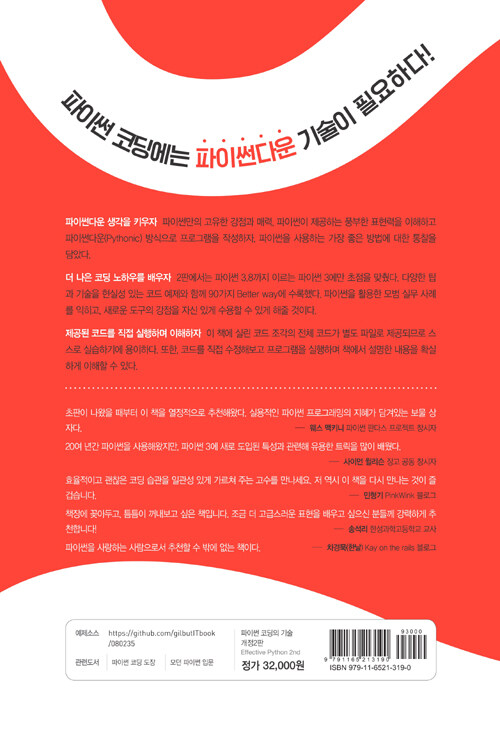 파이썬 코딩에는 파이썬다운 기술이 필요하다!
파이썬다운 생각을 키우자 파이썬만의 고유한 강점과 매력, 파이썬이 제공하는 풍부한 표현력을 이해하고
파이썬다운(Pythonic) 방식으로 프로그램을 작성하자. 파이썬을 사용하는 가장 좋은 방법에 대한 통찰을
담았다.
더 나은 코딩 노하우를 배우자 2판에서는 파이썬 3.8까지 이르는 파이썬 3에만 초점을 맞췄다. 다양한 팁
과 기술을 현실성 있는 코드 예제와 함께 90가지 Better way에 수록했다. 파이썬을 활용한 모범 실무 사례
를 익히고, 새로운 도구의 강점을 자신 있게 수용할 수 있게 해줄 것이다.
제공된 코드를 직접 실행하며 이해하자 이 책에 실린 코드 조각의 전체 코드가 별도 파일로 제공되므로 스
스로 실습하기에 용이하다. 또한, 코드를 직접 수정해보고 프로그램을 실행하며 책에서 설명한 내용을 확실
하게 이해할 수 있다.
초판이 나왔을 때부터 이 책을 열정적으로 추천해왔다. 실용적인 파이썬 프로그래밍의 지혜가 담겨있는 보물 상
자다.
— 웨스 맥키니 파이썬 판다스 프로젝트 창시자
20여 년간 파이썬을 사용해왔지만, 파이썬 3에 새로 도입된 특성과 관련해 유용한 트릭을 많이 배웠다.
— 사이먼 윌리슨 장고 공동 창시자
효율적이고 괜찮은 코딩 습관을 일관성 있게 가르쳐 주는 고수를 만나세요. 저 역시 이 책을 다시 만나는 것이 즐
겁습니다.
— 민형기 PinkWink 블로그
책장에 꽂아두고, 틈틈이 꺼내보고 싶은 책입니다. 조금 더 고급스러운 표현을 배우고 싶으신 분들께 강력하게 추
천합니다!
— 송석리 한성과학고등학교 교사
파이썬을 사랑하는 사람으로서 추천할 수 밖에 없는 책이다.
— 차경묵(한날) Kay on the rails 블로그
예제소스 https://github.com/gilbutITbook
/080235
관련도서 파이썬 코딩 도장 모던 파이썬 입문
파이썬 코딩의 기술
개정2판
Effective Python 2nd
정가 32,000원
93000
9 791165 213190
ISBN 979-11-6521-319-0